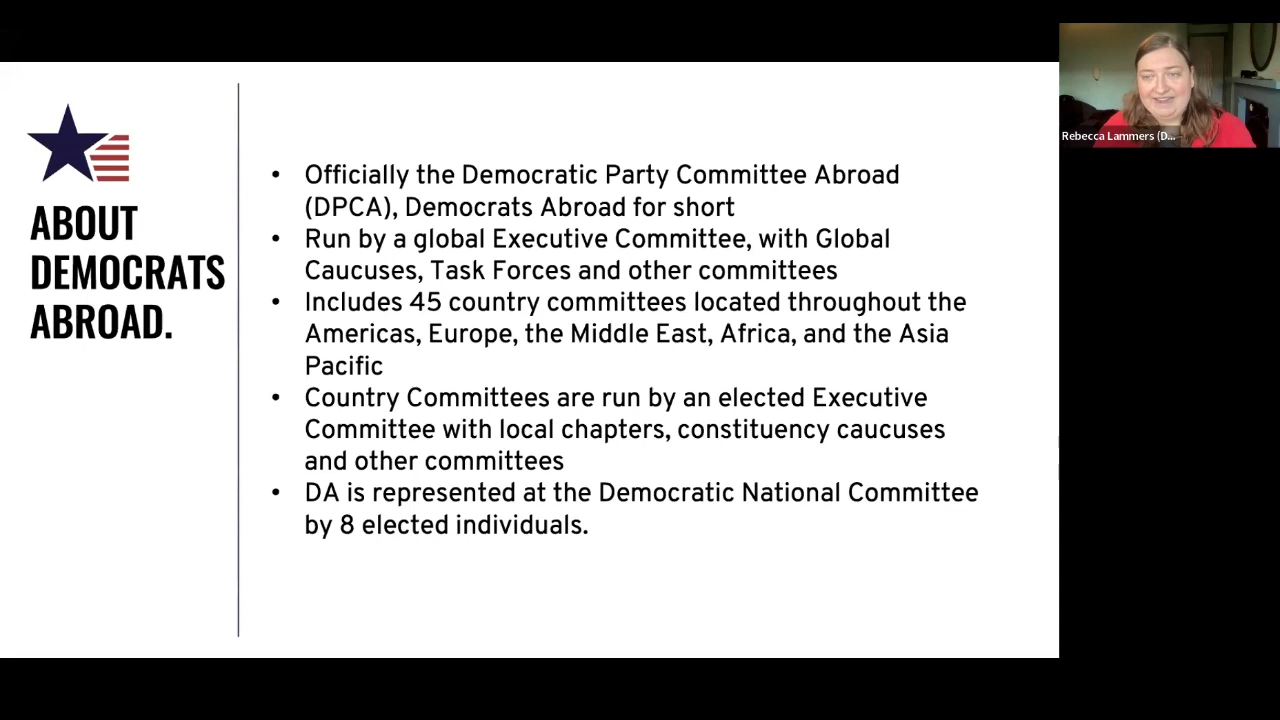 ABOUT
DEMOCRATS
ABROAD.
• Officially the Democratic Party Committee Abroad
(DPCA), Democrats Abroad for short
• Run by a global Executive Committee, with Global
Caucuses, Task Forces and other committees
• Includes 45 country committees located throughout the
Americas, Europe, the Middle East, Africa, and the Asia
Pacific
• Country Committees are run by an elected Executive
Committee with local chapters, constituency caucuses
and other committees
• DA is represented at the Democratic National Committee
by 8 elected individuals.
Rebecca Lammers (D...